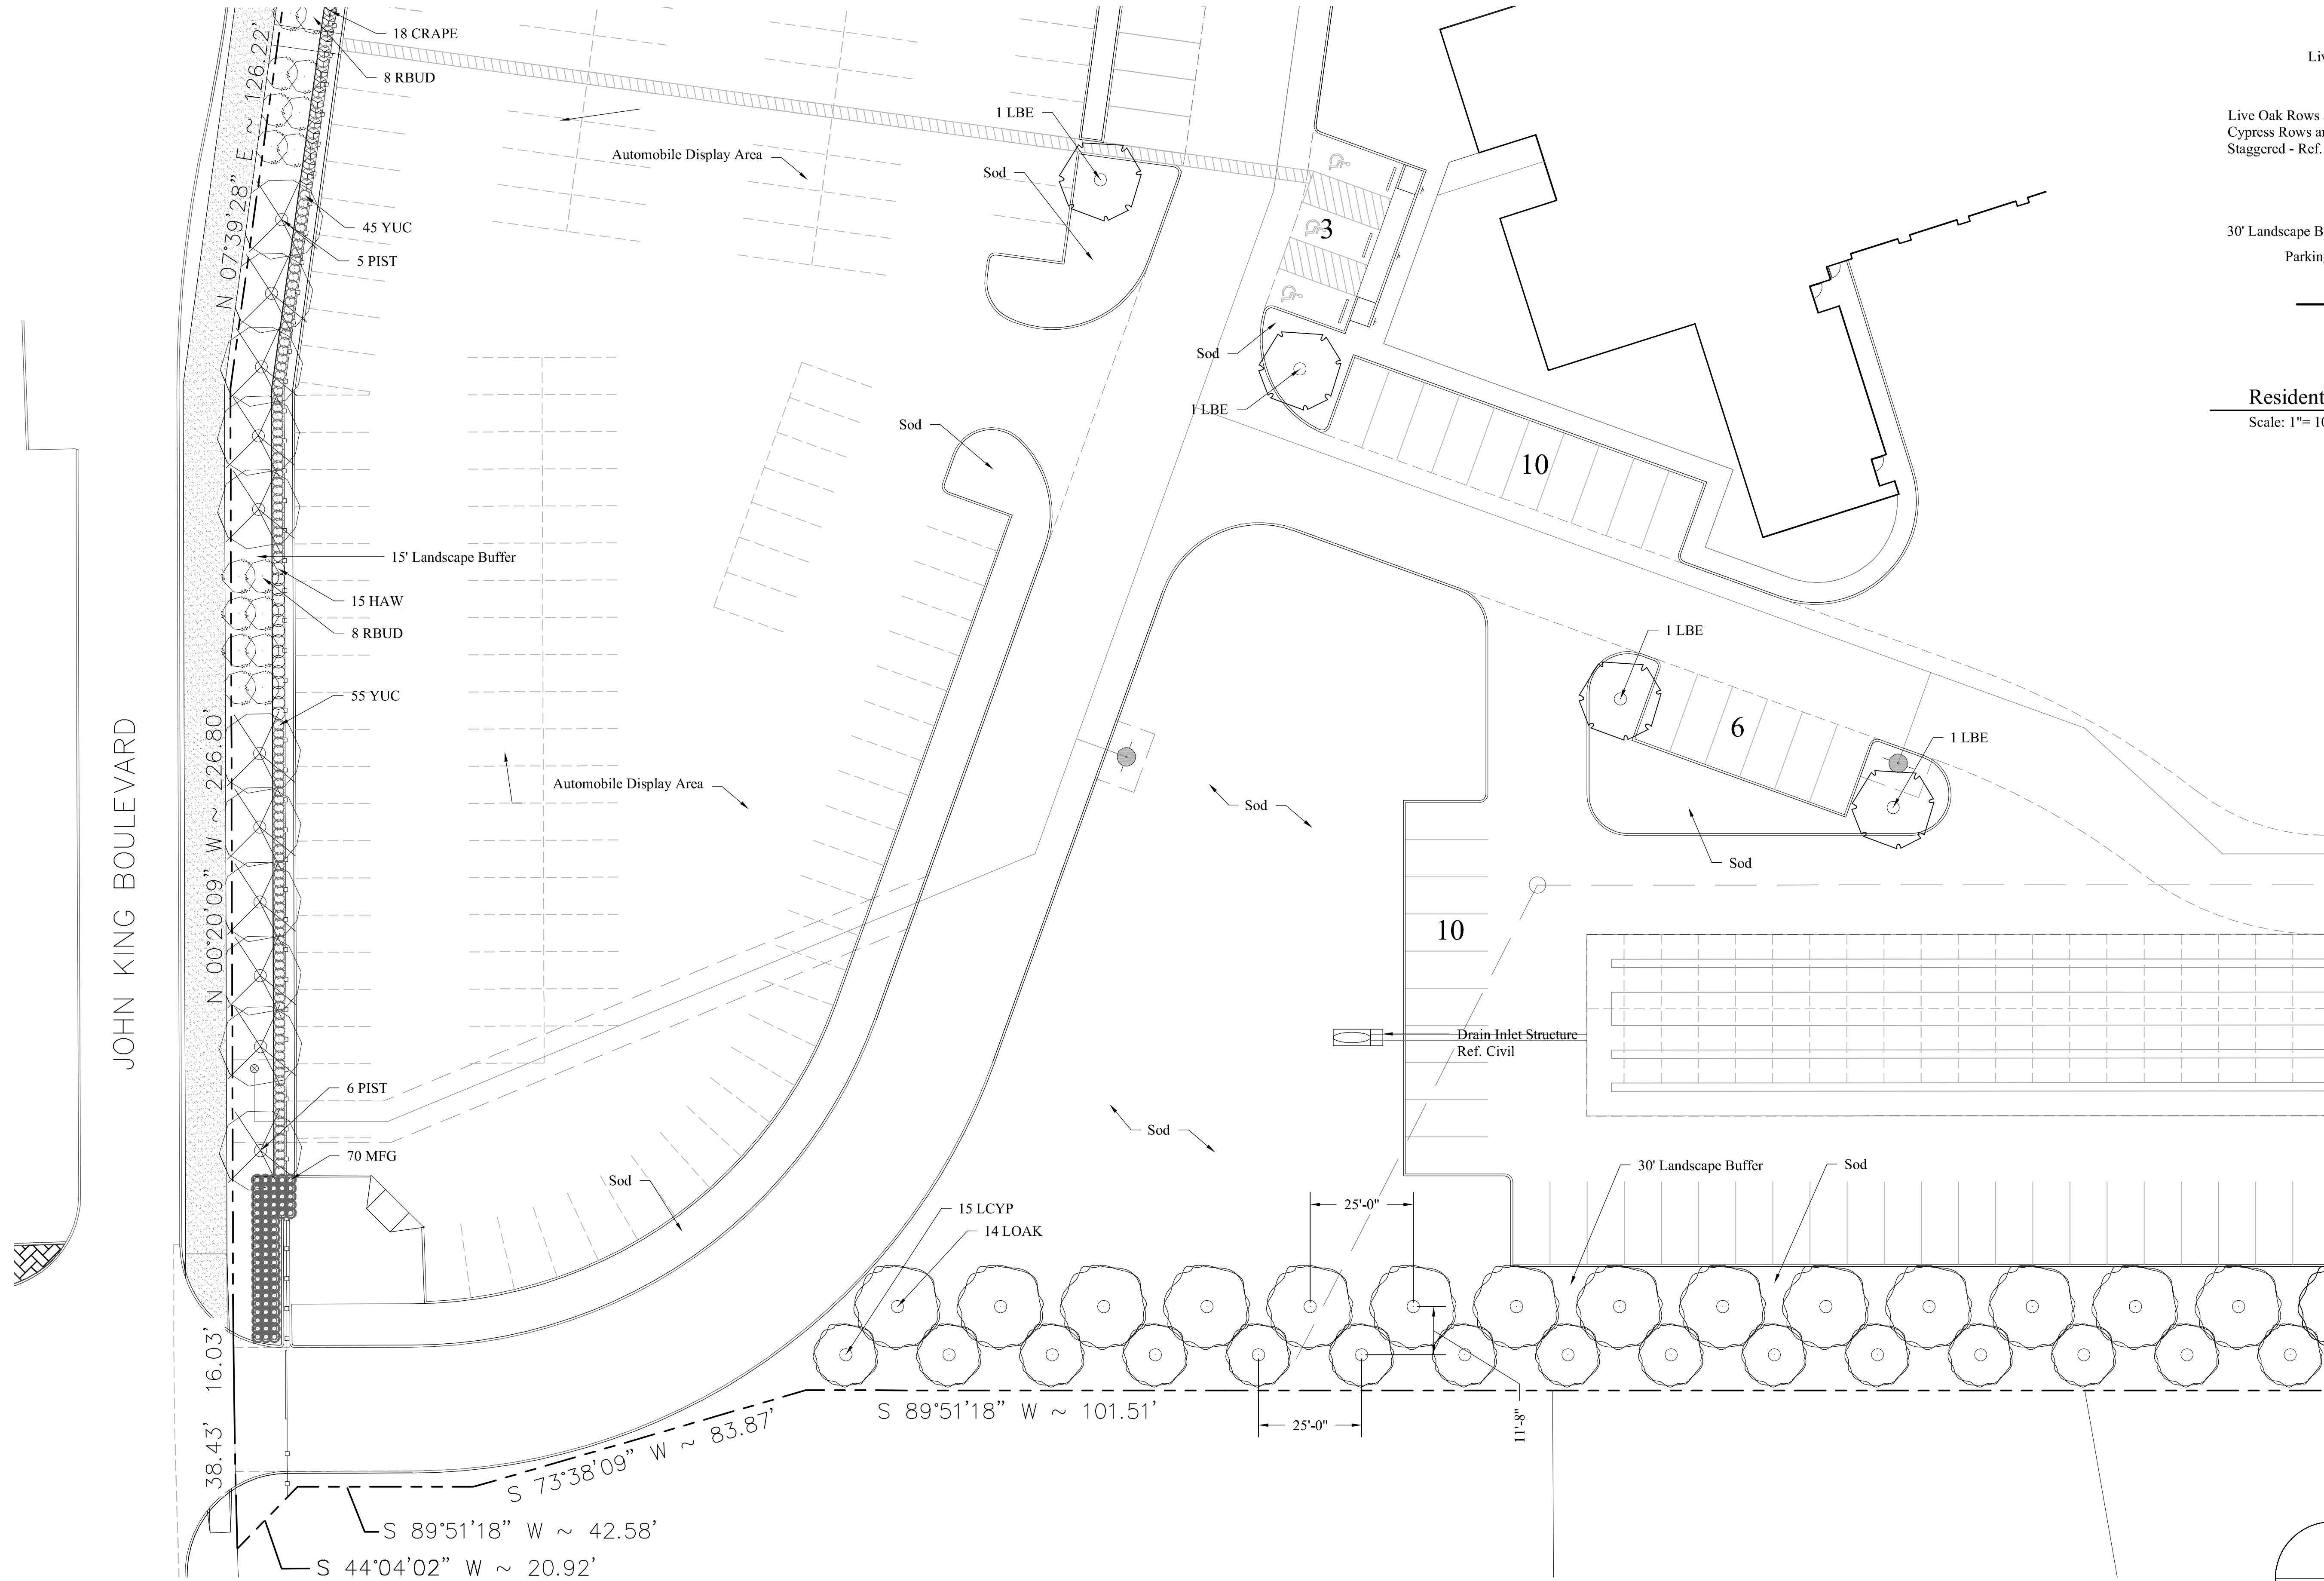 18 CRAPE
8 RBUD
N 07°39'28" E ~ 126.22'
1 LBE
Automobile Display Area
Sod
45 YUC
5 PIST
3
Sod
1 LBE
Live Oak Rows
Cypress Rows
Staggered - Ref.
30' Landscape
Scale: 1"=
Sod
10
15' Landscape Buffer
15 HAW
8 RBUD
55 YUC
1 LBE
6
1 LBE
JOHN KING BOULEVARD
N 00°20'09" W ~ 226.80'
Automobile Display Area
Sod
Sod
10
Drain Inlet Structure
Ref. Civil
6 PIST
70 MFG
Sod
Sod
30' Landscape Buffer
Sod
15 LCYP
14 LOAK
25'-0"
16.03'
38.43'
S 89°51'18" W ~ 101.51'
25'-0"
11'-8"
S 73°38'09" W ~ 83.87'
S 89°51'18" W ~ 42.58'
S 44°04'02" W ~ 20.92'